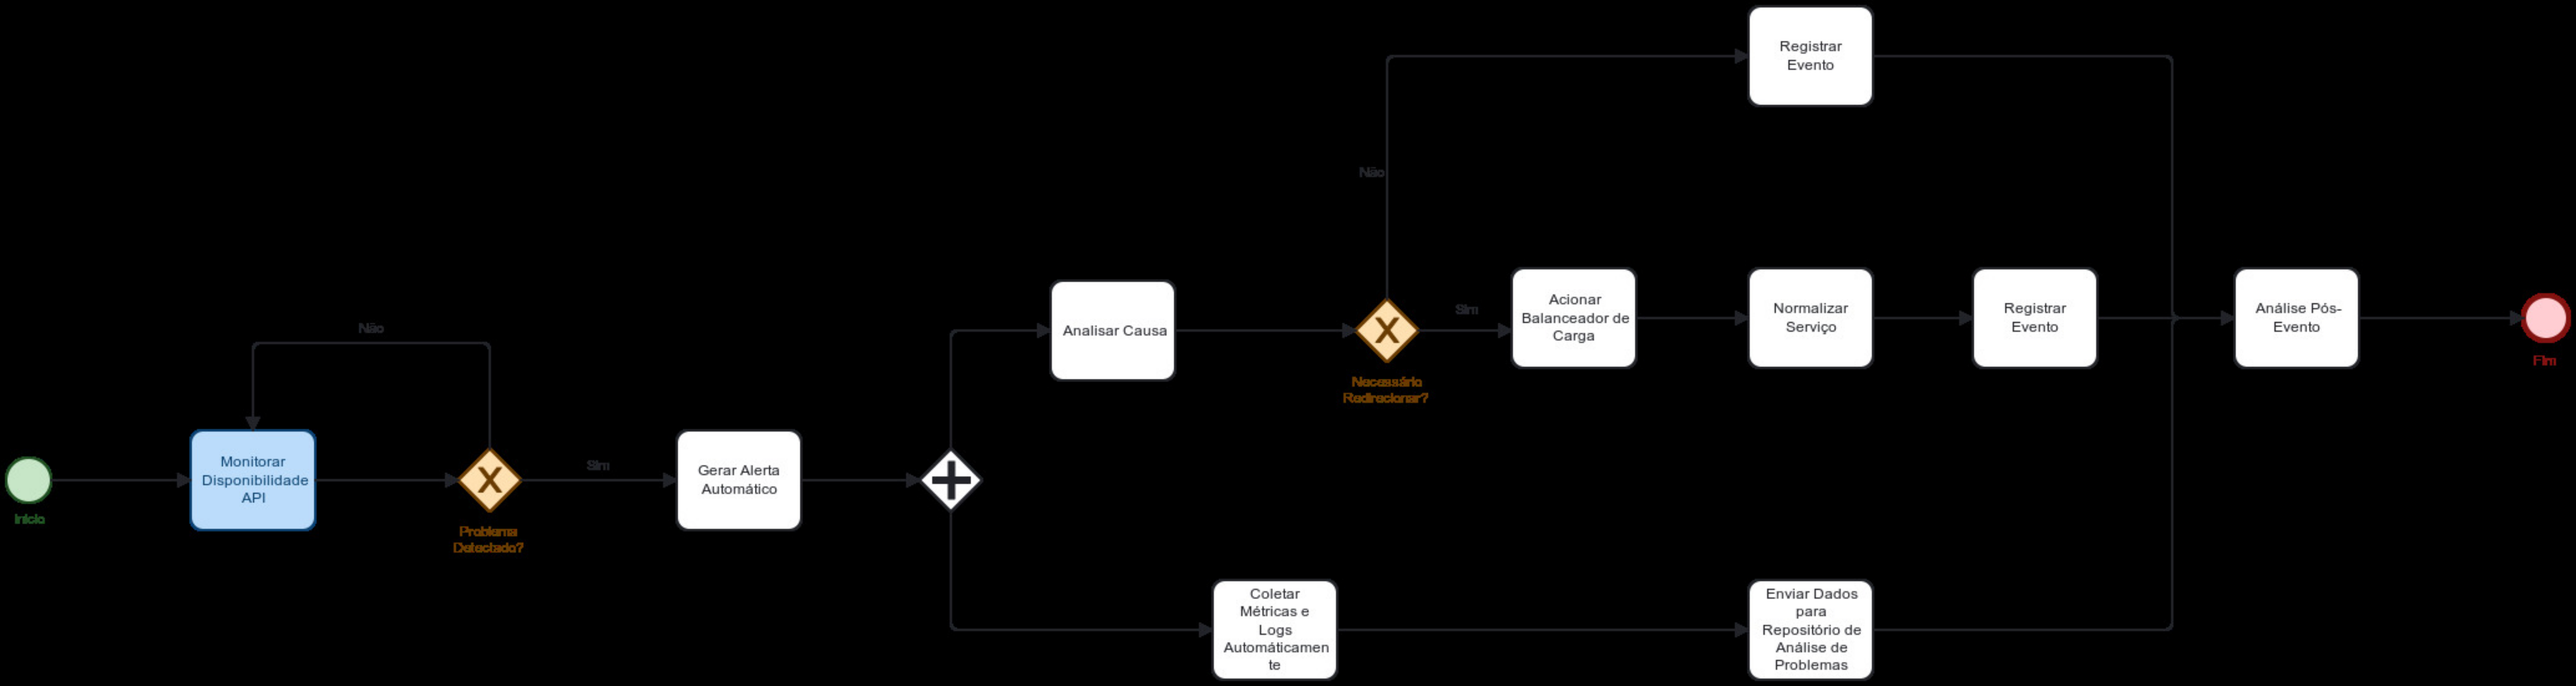 Início
Monitorar
Disponibilidade
API
Não
Problema
Detectado?
Sim
Gerar Alerta
Automático
Analisar Causa
Necessário
Redirecionar?
Não
Registrar
Evento
Sim
Acionar
Balanceador de
Carga
Normalizar
Serviço
Registrar
Evento
Coletar
Métricas e
Logs
Automáticamen
te
Enviar Dados
para
Repositório de
Análise de
Problemas
Análise Pós-
Evento
Fim